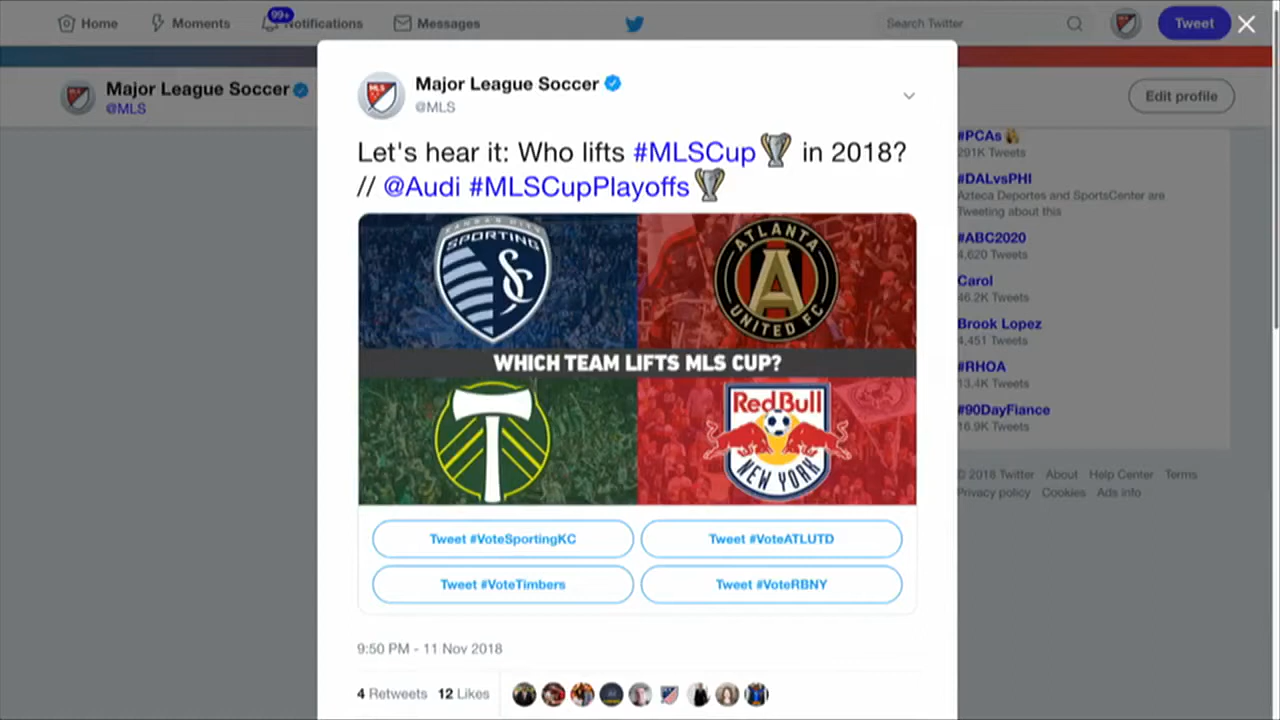 Home
Moments
99+
Notifications
Messages
Search Twitter
Tweet
Major League Soccer
@MLS
Edit profile
Major League Soccer
@MLS
Let's hear it: Who lifts #MLSCup in 2018?
// @Audi #MLSCupPlayoffs
SPORTING
ATLANTA
UNITED FC
WHICH TEAM LIFTS MLS CUP?
Red Bull
NEW YORK
Tweet #VoteSportingKC
Tweet #VoteATLUTD
Tweet #VoteTimbers
Tweet #VoteRBNY
9:50 PM - 11 Nov 2018
4 Retweets 12 Likes
#PCAs
291K Tweets
#DALvsPHI
Azteca Deportes and SportsCenter are
Tweeting about this
#ABC2020
4,620 Tweets
Carol
46.2K Tweets
Brook Lopez
4,451 Tweets
#RHOA
13.4K Tweets
#90DayFiance
16.9K Tweets
© 2018 Twitter About Help Center Terms
Privacy policy Cookies Ads info